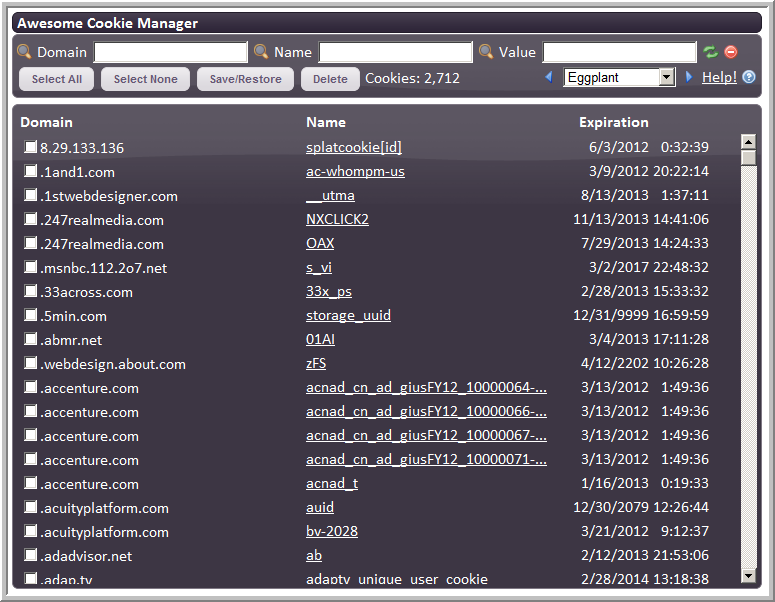 Awesome Cookie Manager
Domain Name Value
Select All Select None Save/Restore Delete Cookies: 2,712 Eggplant Help! ?
Domain Name Expiration
8.29.133.136 splatcookie[id] 6/3/2012 0:32:39
.1and1.com ac-whompm-us 3/9/2012 20:22:14
.1stwebdesigner.com __utma 8/13/2013 1:37:11
.247realmedia.com NXCLICK2 11/13/2013 14:41:06
.247realmedia.com OAX 7/29/2013 14:24:33
.msnbc.112.2o7.net s_vi 3/2/2017 22:48:32
.33across.com 33x_ps 2/28/2013 15:33:32
.5min.com storage_uuid 12/31/9999 16:59:59
.abmr.net 01AI 3/4/2013 17:11:28
.webdesign.about.com zFS 4/12/2202 10:26:28
.accenture.com acnad_cn_ad_giusFY12_10000064-... 3/13/2012 1:49:36
.accenture.com acnad_cn_ad_giusFY12_10000066-... 3/13/2012 1:49:36
.accenture.com acnad_cn_ad_giusFY12_10000067-... 3/13/2012 1:49:36
.accenture.com acnad_cn_ad_giusFY12_10000071-... 3/13/2012 1:49:36
.accenture.com acnad_t 1/16/2013 0:19:33
.acuityplatform.com auid 12/30/2079 12:26:44
.acuityplatform.com bv-2028 3/21/2012 9:12:37
.adadvisor.net ab 2/12/2013 21:53:06
.adap.tv adaptv_unique_user_cookie 2/28/2014 13:18:38